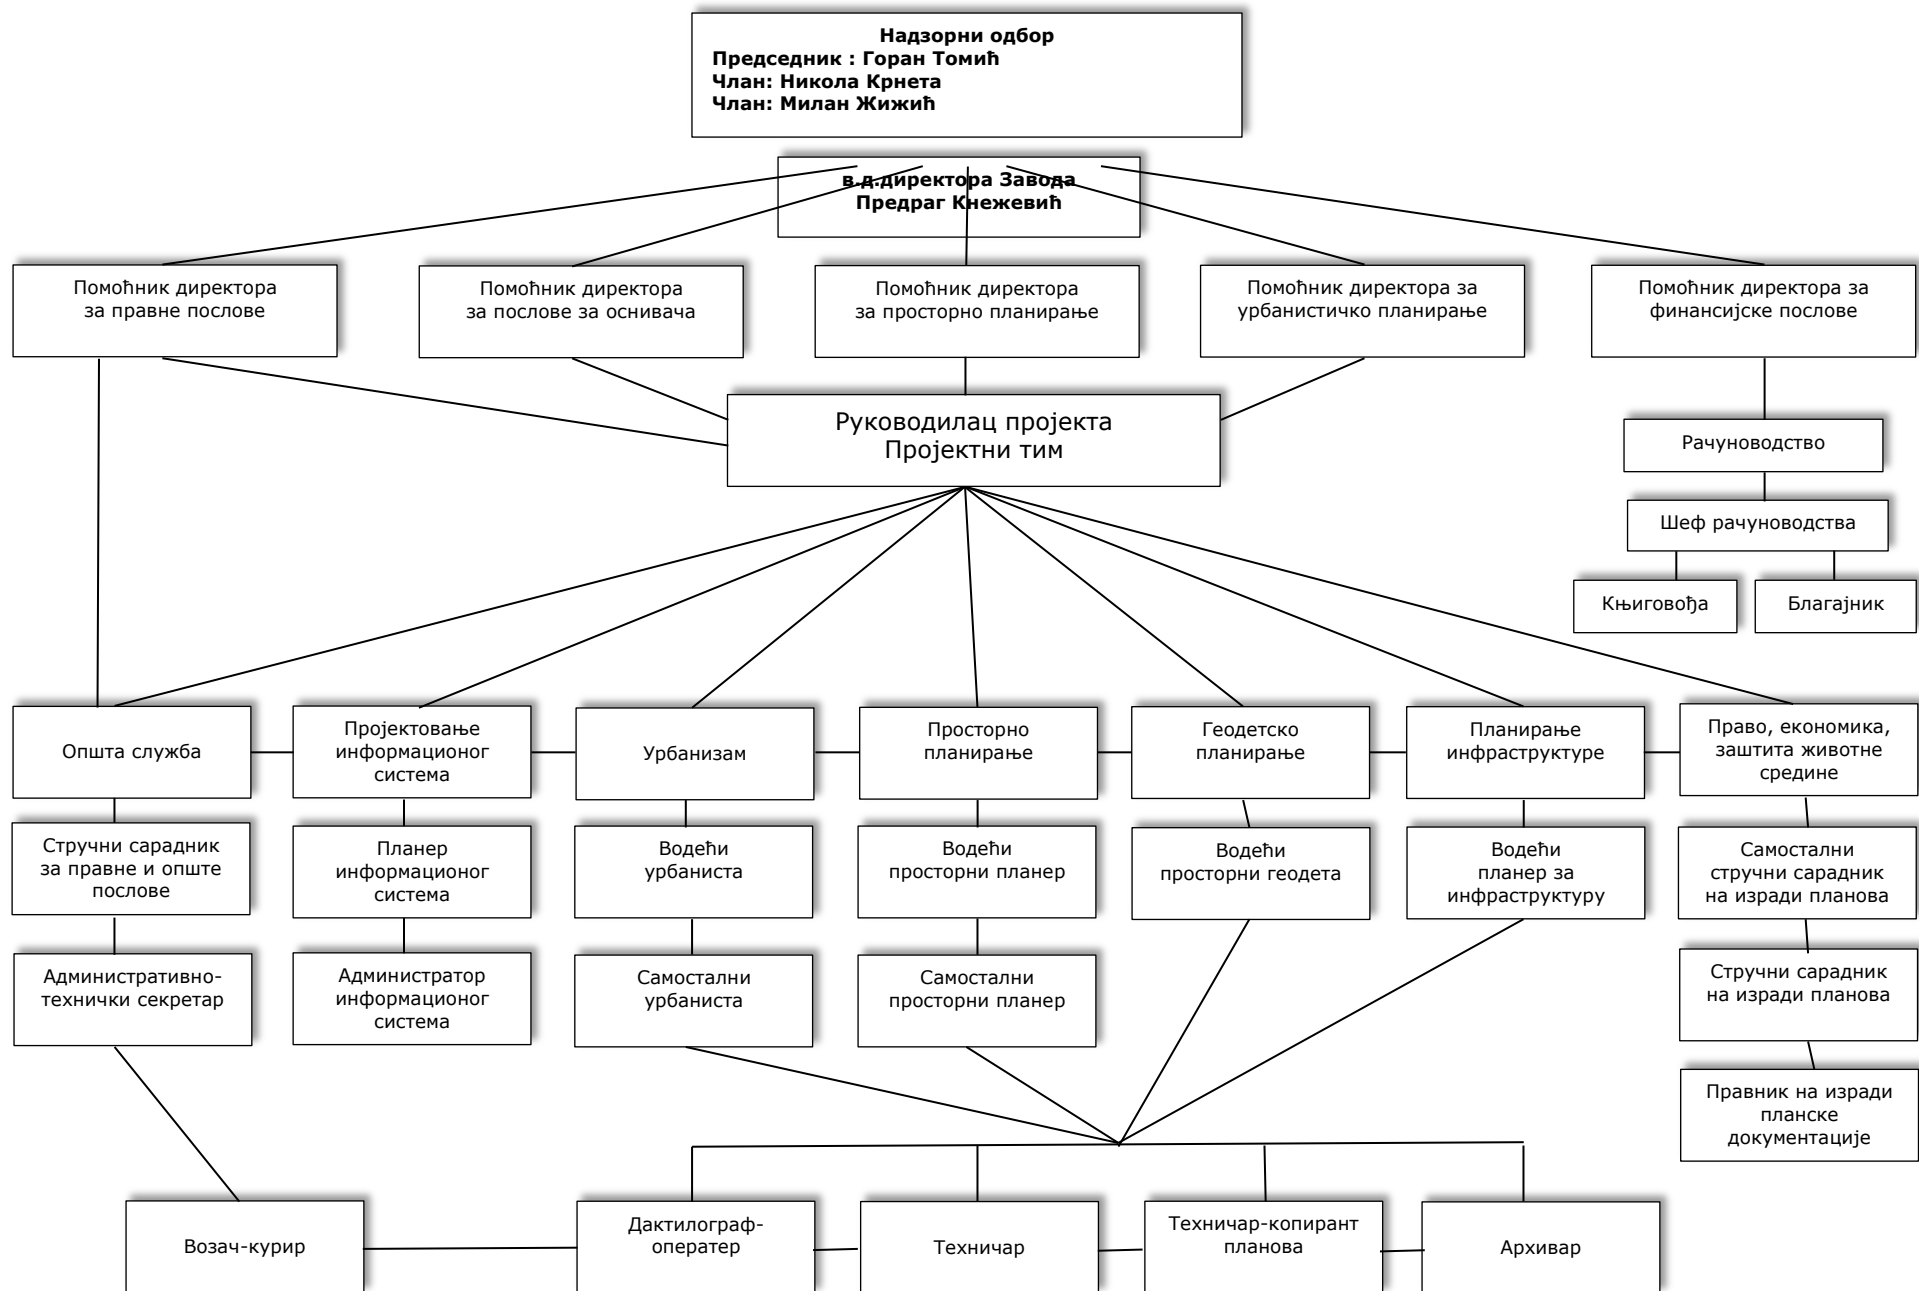 Надзорни одбор
Председник : Горан Томић
Члан: Никола Крнета
Члан: Милан Жижић
в.д.директора Завода
Предраг Кнежевић
Помоћник директора
за правне послове
Помоћник директора
за послове за оснивача
Помоћник директора
за просторно планирање
Помоћник директора за
урбанистичко планирање
Помоћник директора за
финансијске послове
Руководилац пројекта
Пројектни тим
Рачуноводство
Шеф рачуноводства
Књиговођа
Благајник
Општа служба
Пројектовање
информационог
система
Урбанизам
Просторно
планирање
Геодетско
планирање
Планирање
инфраструктуре
Право, економика,
заштита животне
средине
Стручни сарадник
за правне и опште
послове
Планер
информационог
система
Водећи
урбаниста
Водећи
просторни планер
Водећи
просторни геодета
Водећи
планер за
инфраструктуру
Самостални
стручни сарадник
на изради планова
Административно-
технички секретар
Администратор
информационог
система
Самостални
урбаниста
Самостални
просторни планер
Стручни сарадник
на изради планова
Правник на изради
планске
документације
Возач-курир
Дактилограф-
оператер
Техничар
Техничар-копирант
планова
Архивар